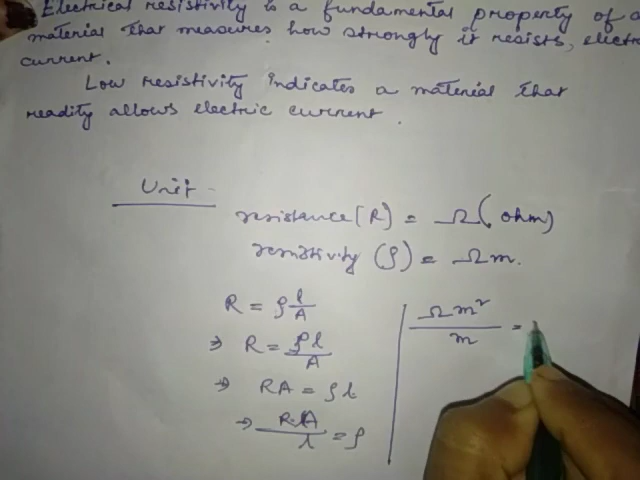 Electrical resistivity is a fundamental property of a
material that measures how strongly it resists, electric
current.
Low resistivity indicates a material that
readity allows electric current.
Unit -
resistance (R) = Ω (ohm)
resistivity (ρ) = Ωm.
R = ρ l/A
⇒ R = ρl/A
⇒ RA = ρl
⇒ RA/l = ρ
Ωm²/m =